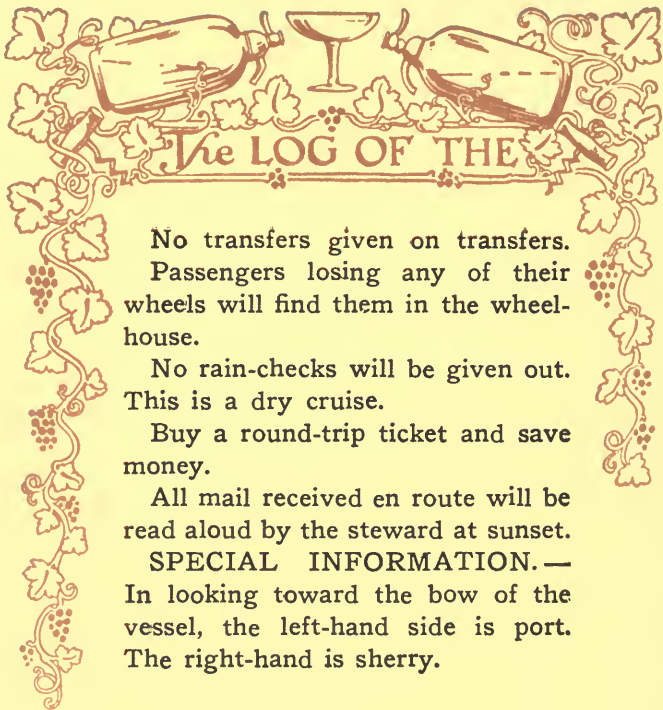 The LOG OF THE
No transfers given on transfers.
Passengers losing any of their
wheels will find them in the wheel-
house.
No rain-checks will be given out.
This is a dry cruise.
Buy a round-trip ticket and save
money.
All mail received en route will be
read aloud by the steward at sunset.
SPECIAL INFORMATION.—
In looking toward the bow of the
vessel, the left-hand side is port.
The right-hand is sherry.